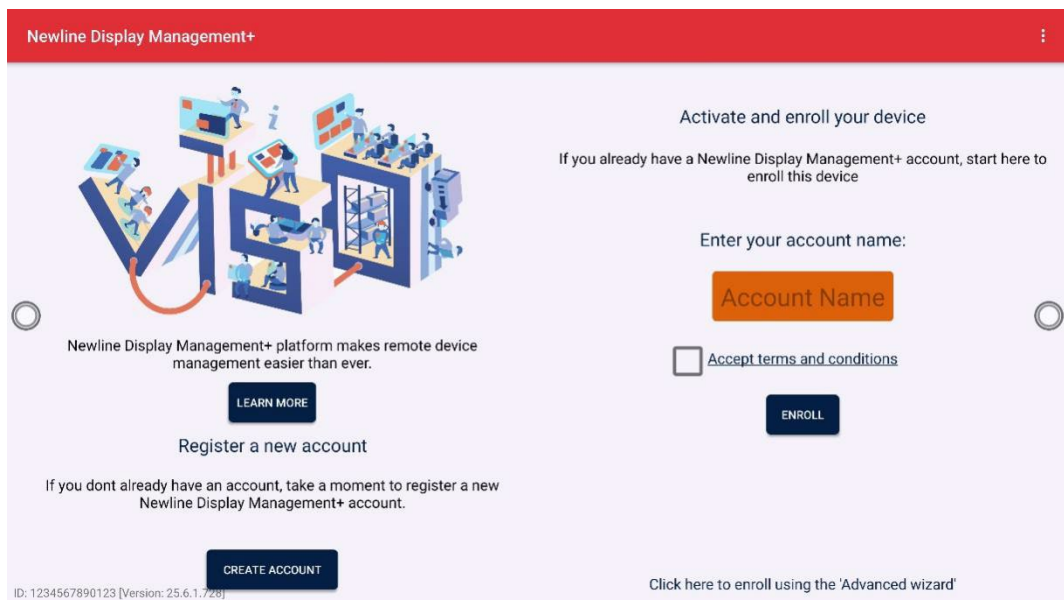 Newline Display Management+
Newline Display Management+ platform makes remote device
management easier than ever.
LEARN MORE
Register a new account
If you dont already have an account, take a moment to register a new
Newline Display Management+ account.
CREATE ACCOUNT
ID: 1234567890123 [Version: 25.6.1.728]
Activate and enroll your device
If you already have a Newline Display Management+ account, start here to
enroll this device
Enter your account name:
Account Name
Accept terms and conditions
ENROLL
Click here to enroll using the 'Advanced wizard'